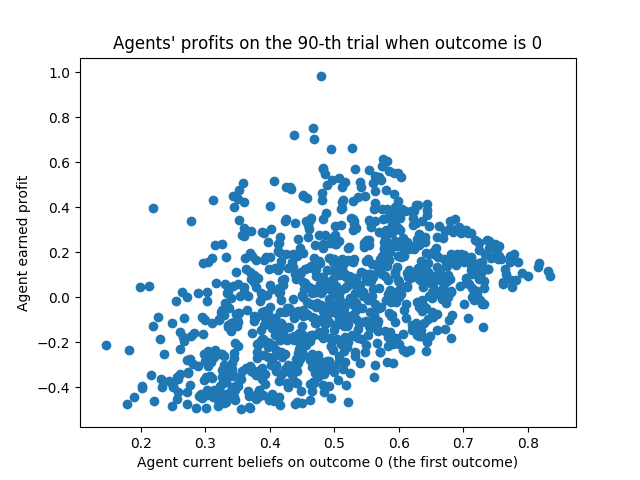 Agents' profits on the 90-th trial when outcome is 0
1.0
0.8
0.6
0.4
0.2
0.0
−0.2
−0.4
Agent earned profit
0.2 0.3 0.4 0.5 0.6 0.7 0.8
Agent current beliefs on outcome 0 (the first outcome)